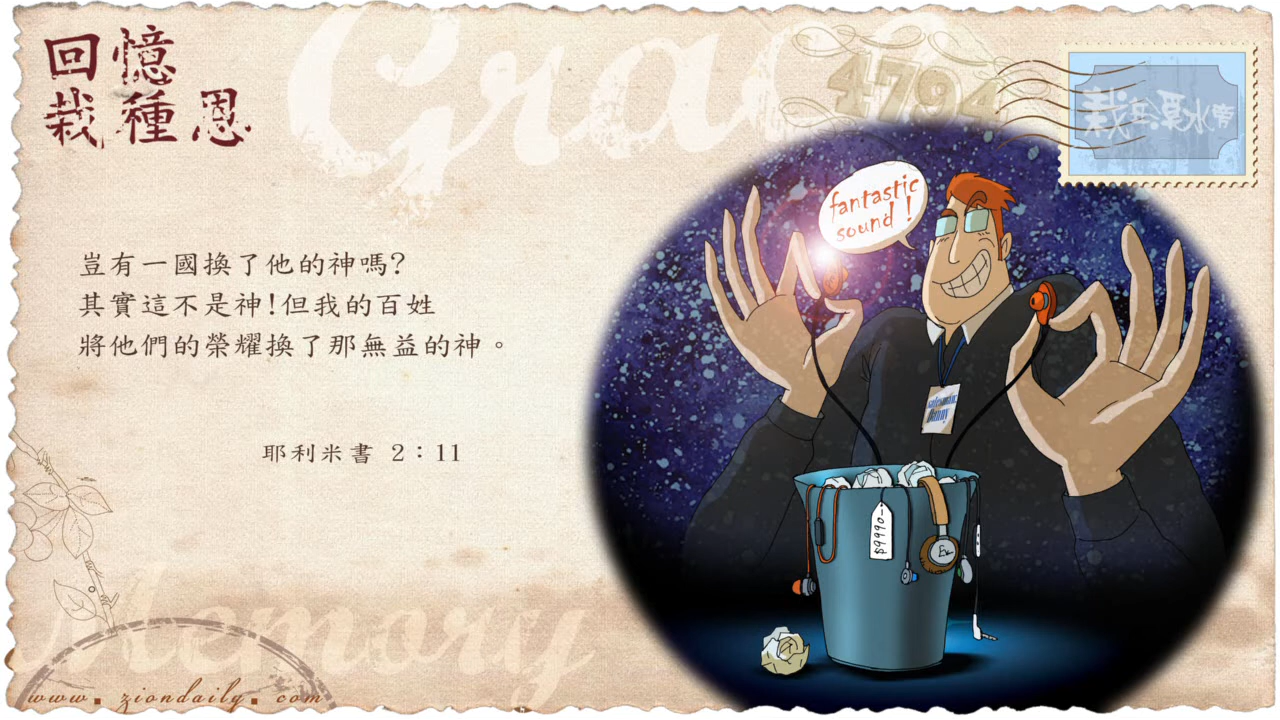 回憶
栽種恩
Grace
4794
fantastic
sound!
豈有一國換了他的神嗎?
其實這不是神!但我的百姓
將他們的榮耀換了那無益的神。
耶利米書 2:11
Danny
$9990-
Memory
www.ziondaily.com